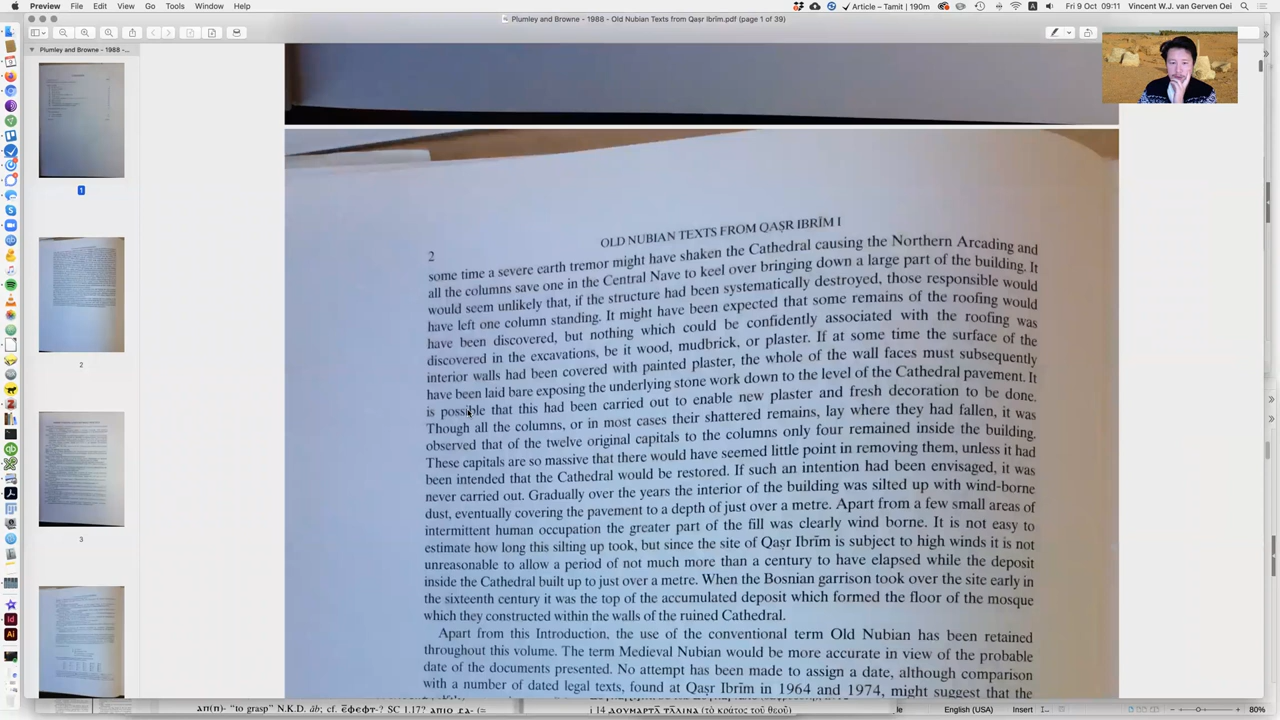 Preview File Edit View Go Tools Window Help
Article – Tamit | 190m
Fri 9 Oct 09:11 Vincent W.J. van Gerven Oei
Plumley and Browne - 1988 - Old Nubian Texts from Qaṣr Ibrīm.pdf (page 1 of 39)
Plumley and Browne - 1988 -...
1
2
3
OLD NUBIAN TEXTS FROM QAṢR IBRĪM I
2
some time a severe earth tremor might have shaken the Cathedral causing the Northern Arcading and
all the columns save one in the Central Nave to keel over bringing down a large part of the building. It
would seem unlikely that, if the structure had been systematically destroyed, those responsible would
have left one column standing. It might have been expected that some remains of the roofing would
have been discovered, but nothing which could be confidently associated with the roofing was
discovered in the excavations, be it wood, mudbrick, or plaster. If at some time the surface of the
interior walls had been covered with painted plaster, the whole of the wall faces must subsequently
have been laid bare exposing the underlying stone work down to the level of the Cathedral pavement. It
is possible that this had been carried out to enable new plaster and fresh decoration to be done.
Though all the columns, or in most cases their shattered remains, lay where they had fallen, it was
observed that of the twelve original capitals to the columns only four remained inside the building.
These capitals are so massive that there would have seemed little point in removing them, unless it had
been intended that the Cathedral would be restored. If such an intention had been envisaged, it was
never carried out. Gradually over the years the interior of the building was silted up with wind-borne
dust, eventually covering the pavement to a depth of just over a metre. Apart from a few small areas of
intermittent human occupation the greater part of the fill was clearly wind borne. It is not easy to
estimate how long this silting up took, but since the site of Qaṣr Ibrīm is subject to high winds it is not
unreasonable to allow a period of not much more than a century to have elapsed while the deposit
inside the Cathedral built up to just over a metre. When the Bosnian garrison took over the site early in
the sixteenth century it was the top of the accumulated deposit which formed the floor of the mosque
which they constructed within the walls of the ruined Cathedral.
Apart from this Introduction, the use of the conventional term Old Nubian has been retained
throughout this volume. The term Medieval Nubian would be more accurate in view of the probable
date of the documents presented. No attempt has been made to assign a date, although comparison
with a number of dated legal texts, found at Qaṣr Ibrim in 1964 and 1974, might suggest that the
"to grasp" N.K.D.
English (USA) Insert 80%